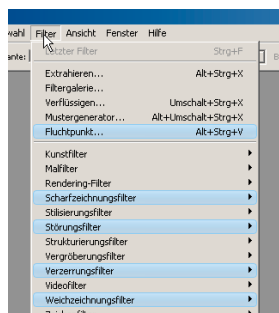 Filter Ansicht Fenster Hilfe
Letzter Filter Strg+F
Extrahieren... Alt+Strg+X
Filtergalerie...
Verflüssigen... Umschalt+Strg+X
Mustergenerator... Alt+Umschalt+Strg+X
Fluchtpunkt... Alt+Strg+V
Kunstfilter
Malfilter
Rendering-Filter
Scharfzeichnungsfilter
Stilisierungsfilter
Störungsfilter
Strukturierungsfilter
Vergröberungsfilter
Verzerrungsfilter
Videofilter
Weichzeichnungsfilter